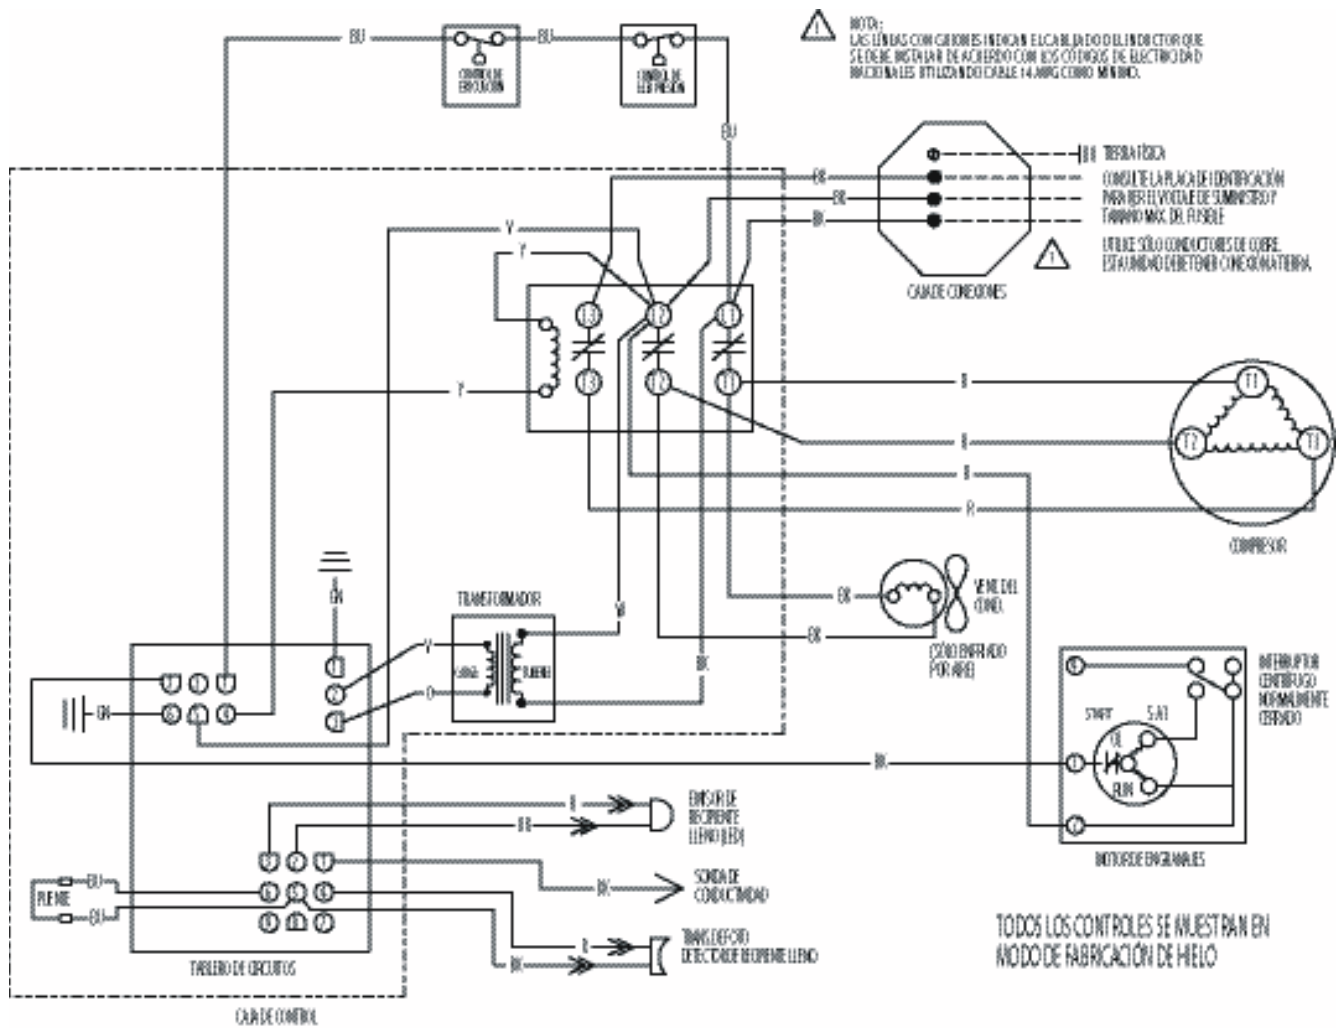 BU
BU
CONTROL DE
CONTROL DE
BU
NOTA:
LAS LÍNEAS CON GUIONES INDICAN EL CABLEADO DEL INDUCTOR QUE
SE DEBE INSTALAR DE ACUERDO CON LOS CÓDIGOS DE ELECTRICIDAD
NACIONALES UTILIZANDO CABLE 14 AWG COMO MÍNIMO.
TIERRA FÍSICA
CONSULTE LA PLACA DE IDENTIFICACIÓN
PARA VER EL VOLTAJE DE SUMINISTRO Y
TAMAÑO MAX. DEL FUSIBLE
UTILICE SÓLO CONDUCTORES DE COBRE.
ESTA UNIDAD DEBE TENER CONEXIÓN A TIERRA.
CAJA DE CONEXIONES
BK
BK
BK
Y
Y
L3
L2
L1
T3
T2
T1
R
T1
T2
T3
COMPRESOR
GN
TRANSFORMADOR
W
BK
BK
BK
VENT. DEL
COND.
(SÓLO ENFRIADO
POR AIRE)
GN
O
BK
START
RUN
INTERRUPTOR
CENTRÍFUGO
NORMALMENTE
CERRADO
MOTOR DE ENGRANAJES
EMISOR DE
RECIPIENTE
LLENO (LED)
SONDA DE
CONDUCTIVIDAD
BK
DETECTOR DE RECIPIENTE LLENO
BK
PUENTE
BU
BU
TABLERO DE CIRCUITOS
CAJA DE CONTROL
TODOS LOS CONTROLES SE MUESTRAN EN
MODO DE FABRICACIÓN DE HIELO